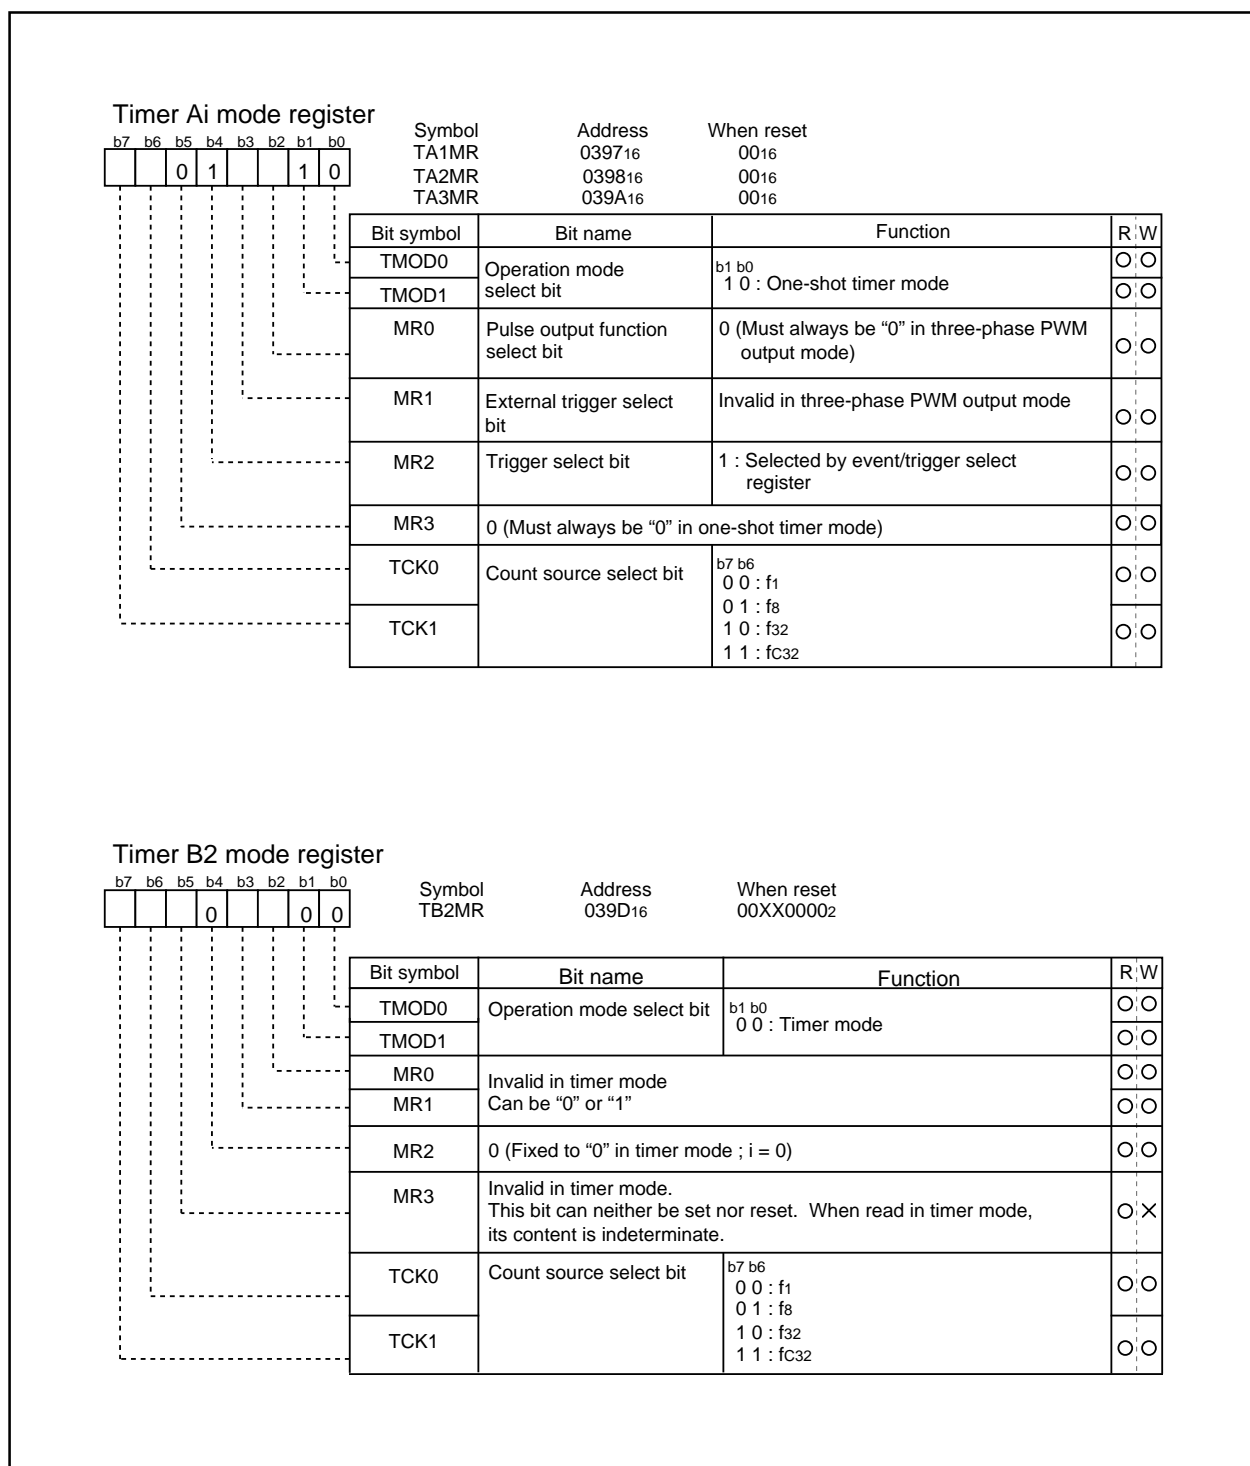 Timer Ai mode register
Symbol Address When reset
b7 b6 b5 b4 b3 b2 b1 b0
TA1MR 039716 0016
0 1 1 0
TA2MR 039816 0016
TA3MR 039A16 0016
Bit symbol Bit name Function R W
TMOD0 Operation mode select bit b1 b0
1 0 : One-shot timer mode
TMOD1
MR0 Pulse output function select bit 0 (Must always be “0” in three-phase PWM output mode)
MR1 External trigger select bit Invalid in three-phase PWM output mode
MR2 Trigger select bit 1 : Selected by event/trigger select register
MR3 0 (Must always be “0” in one-shot timer mode)
TCK0 Count source select bit b7 b6
0 0 : f1
0 1 : f8
TCK1 1 0 : f32
1 1 : fC32
Timer B2 mode register
b7 b6 b5 b4 b3 b2 b1 b0
Symbol Address When reset
0 0 0
TB2MR 039D16 00XX00002
Bit symbol Bit name Function R W
TMOD0 Operation mode select bit b1 b0
0 0 : Timer mode
TMOD1
MR0 Invalid in timer mode
MR1 Can be “0” or “1”
MR2 0 (Fixed to “0” in timer mode ; i = 0)
MR3 Invalid in timer mode.
This bit can neither be set nor reset. When read in timer mode,
its content is indeterminate.
TCK0 Count source select bit b7 b6
0 0 : f1
0 1 : f8
TCK1 1 0 : f32
1 1 : fC32